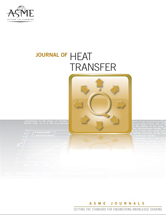 ASME
JOURNAL OF HEAT
TRANSFER
Q
ASME JOURNALS
SETTING THE STANDARD FOR ENGINEERING KNOWLEDGE SHARING